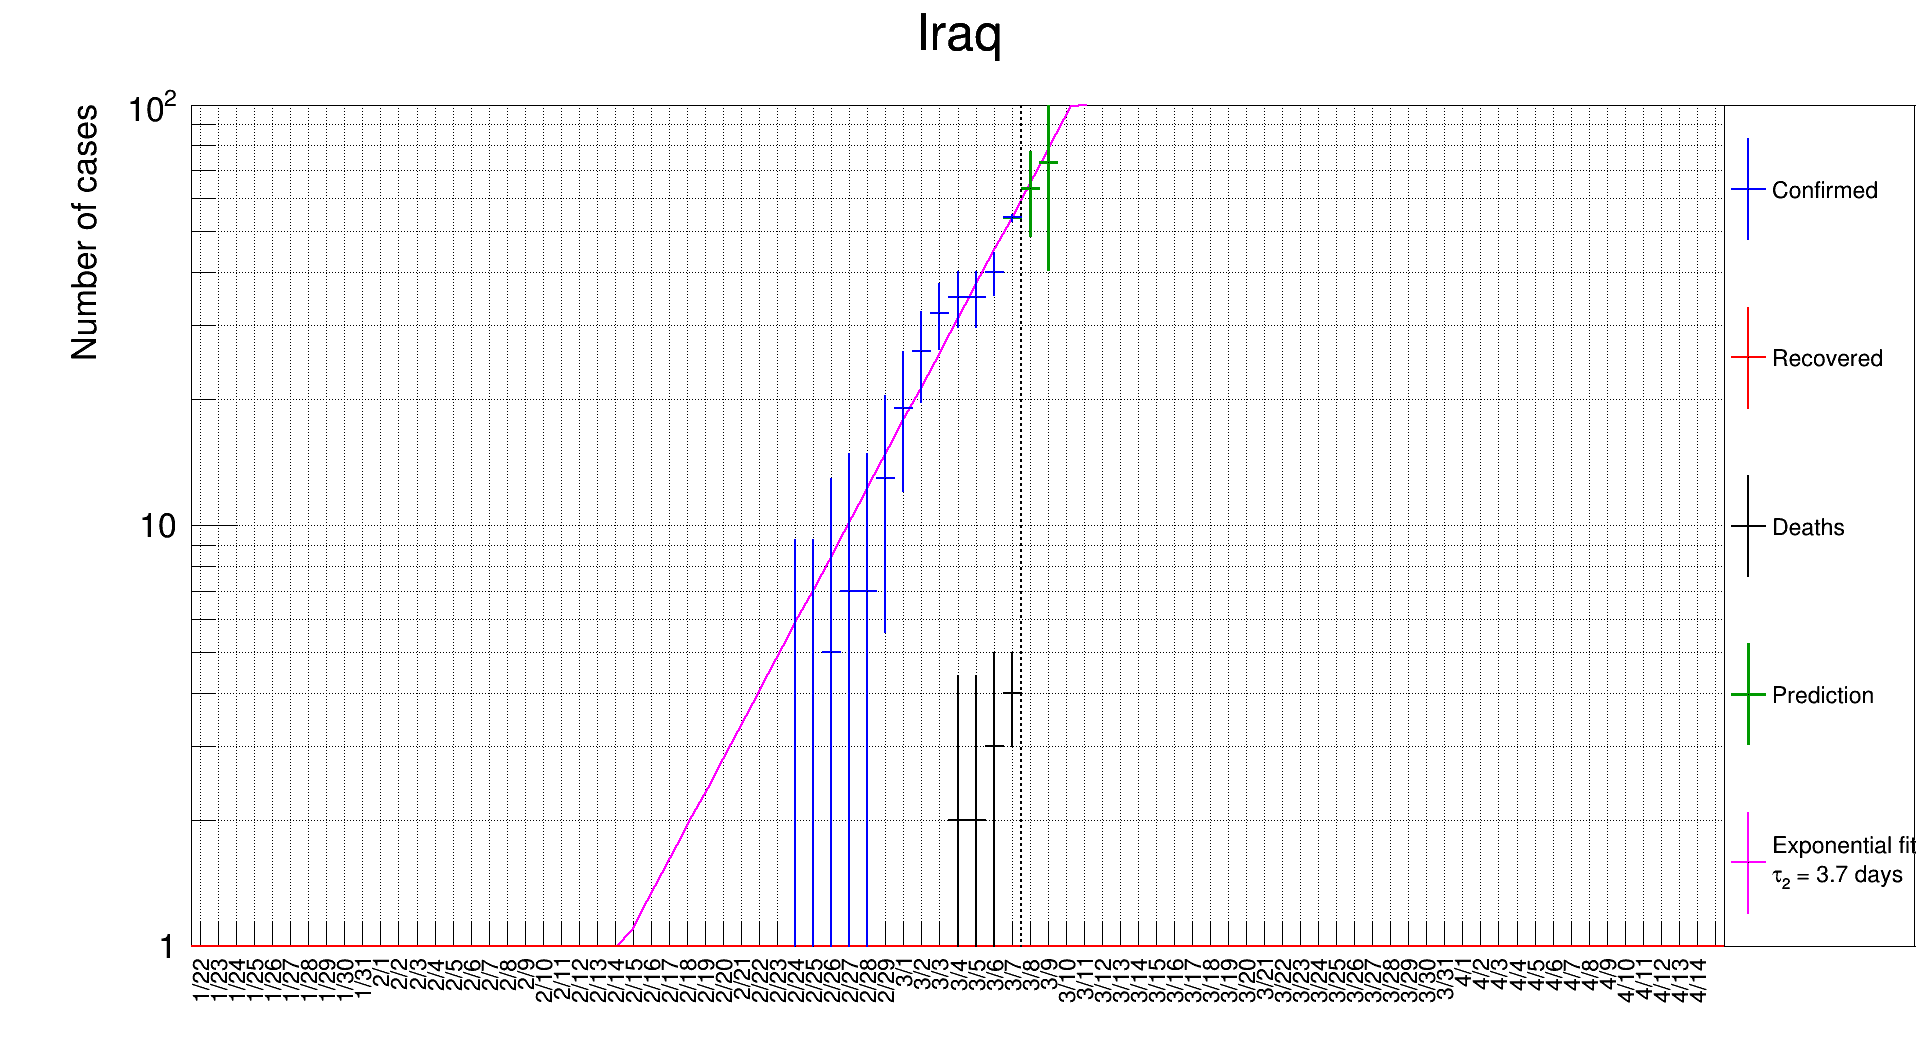 Iraq
Number of cases
10²
10
1
1/22 1/23 1/24 1/25 1/26 1/27 1/28 1/29 1/30 1/31 2/1 2/2 2/3 2/4 2/5 2/6 2/7 2/8 2/9 2/10 2/11 2/12 2/13 2/14 2/15 2/16 2/17 2/18 2/19 2/20 2/21 2/22 2/23 2/24 2/25 2/26 2/27 2/28 2/29 3/1 3/2 3/3 3/4 3/5 3/6 3/7 3/8 3/9 3/10 3/11 3/12 3/13 3/14 3/15 3/16 3/17 3/18 3/19 3/20 3/21 3/22 3/23 3/24 3/25 3/26 3/27 3/28 3/29 3/30 3/31 4/1 4/2 4/3 4/4 4/5 4/6 4/7 4/8 4/9 4/10 4/11 4/12 4/13 4/14
Confirmed
Recovered
Deaths
Prediction
Exponential fit
τ₂ = 3.7 days